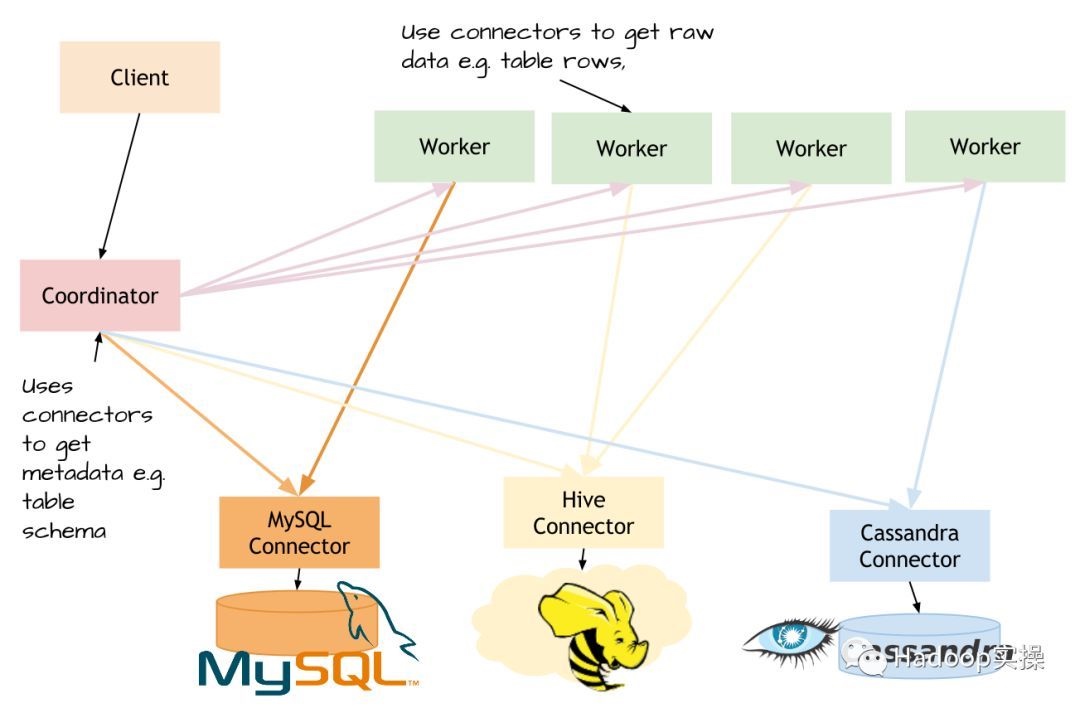 Use connectors to get raw
data e.g. table rows,
Client
Worker
Worker
Worker
Worker
Coordinator
Uses
connectors
to get
metadata e.g.
table
schema
MySQL
Connector
Hive
Connector
Cassandra
Connector
MySQL™
cassandra
Hadoop实操